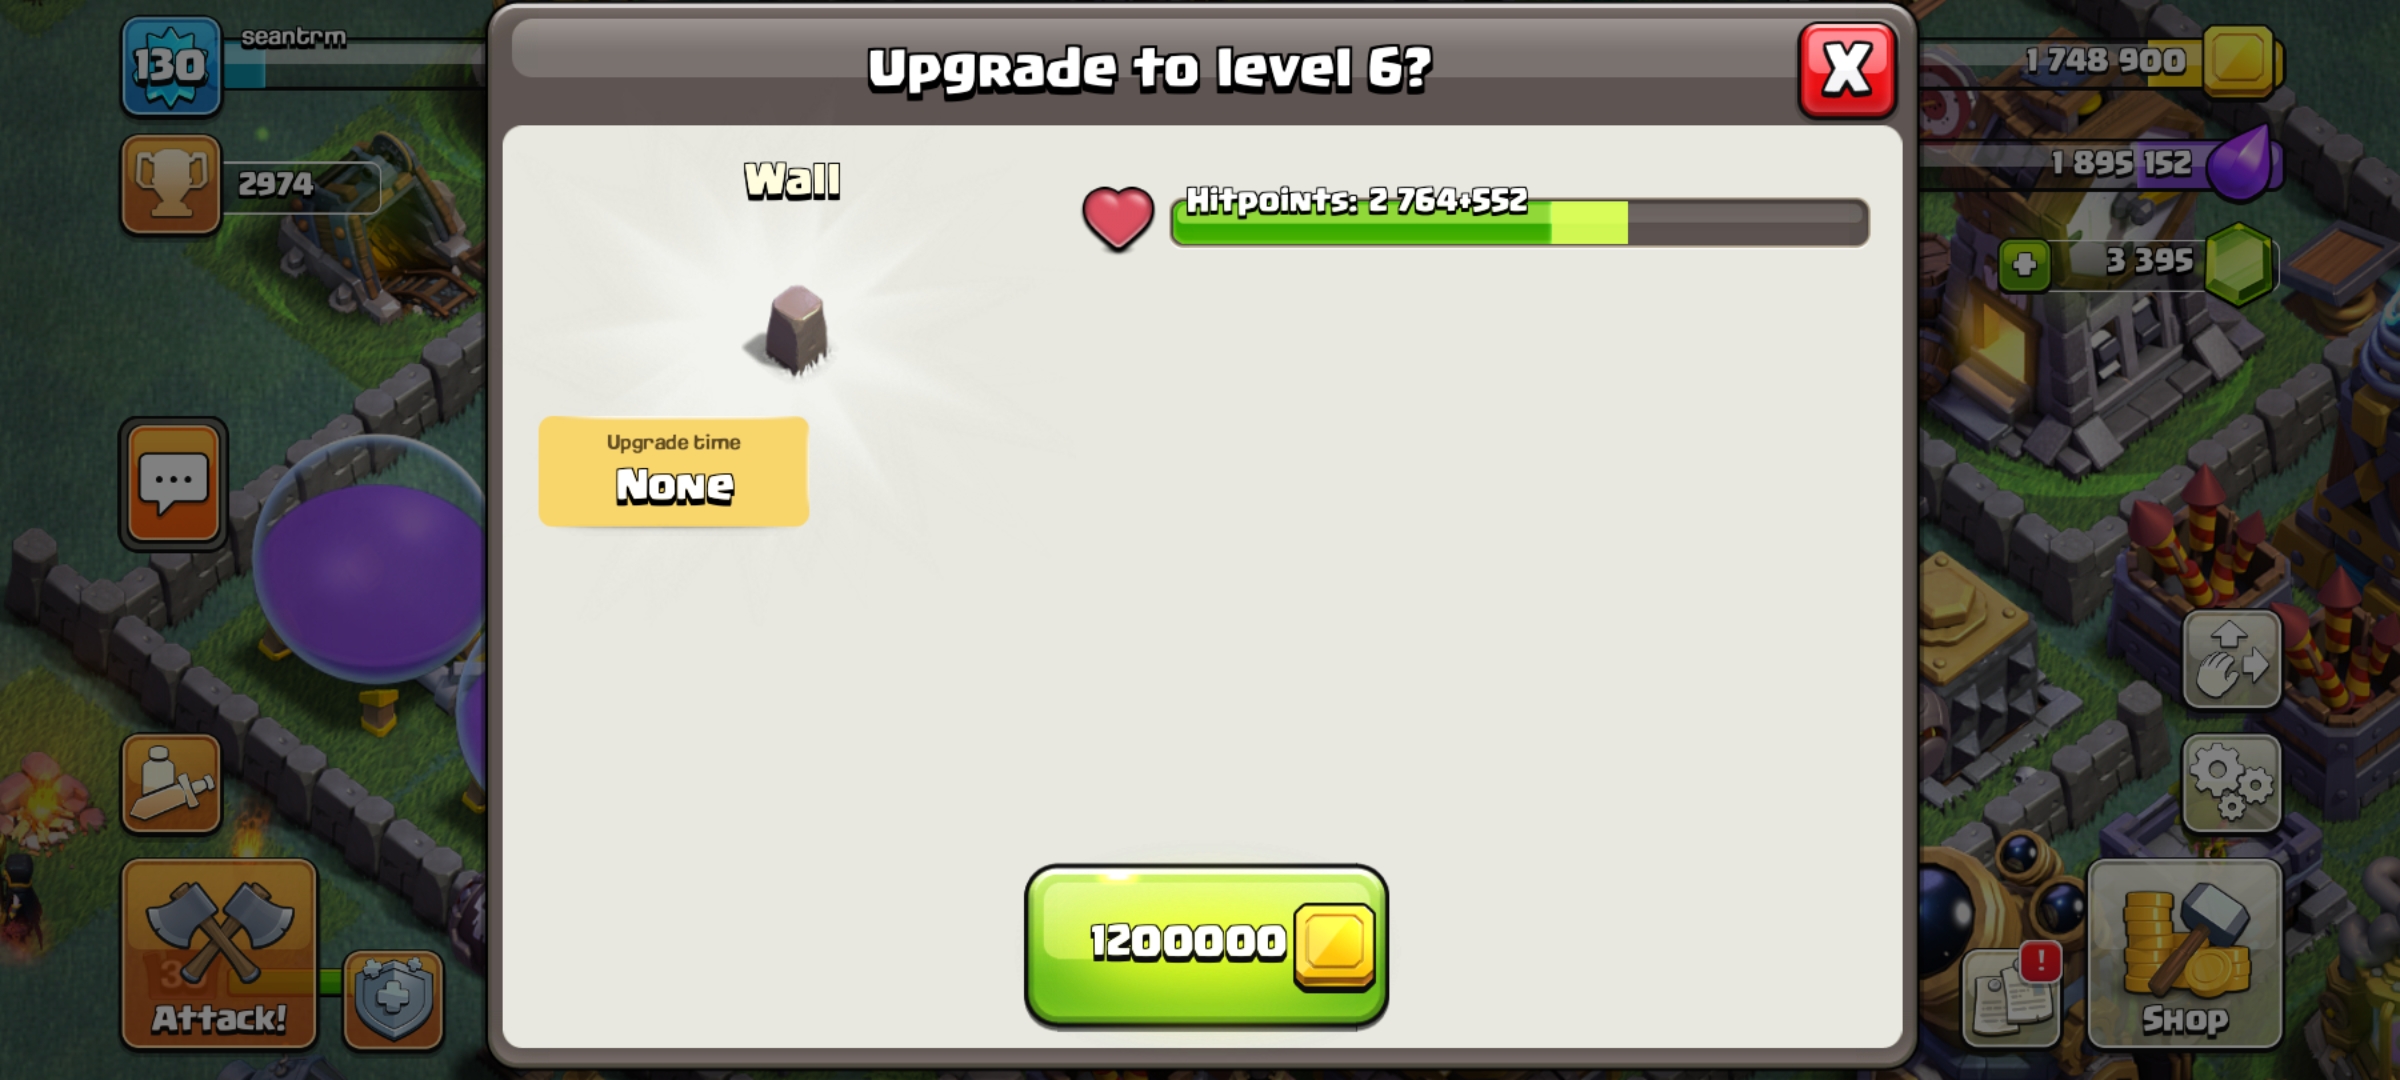 130
seantrm
2974
Upgrade to level 6?
X
Wall
Hitpoints: 2 764+552
Upgrade time
None
1200000
1 748 900
1 895 152
3 395
Attack!
!
Shop